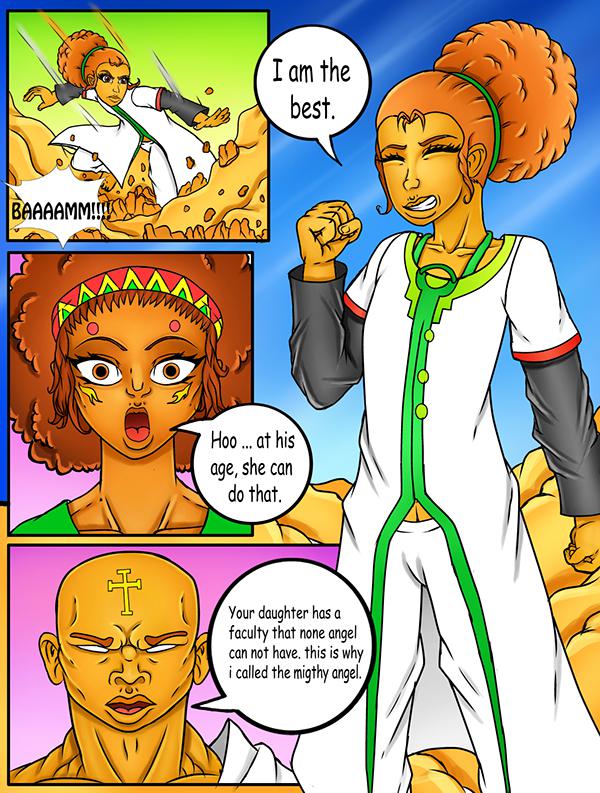 I am the
best.
BAAAAMM!!!!
Hoo ... at his
age, she can
do that.
Your daughter has a
faculty that none angel
can not have. this is why
i called the migthy angel.